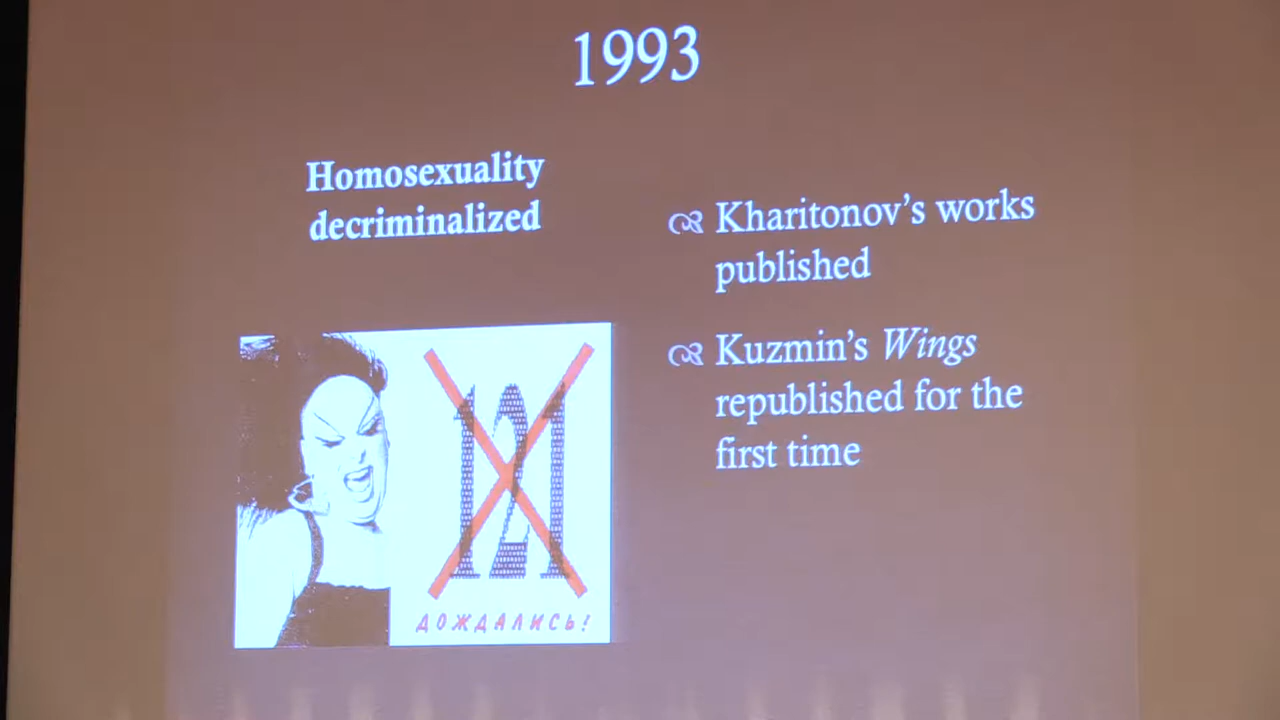 1993
Homosexuality
decriminalized
Kharitonov's works
published
Kuzmin's Wings
republished for the
first time
121
ДОЖДАЛИСЬ!